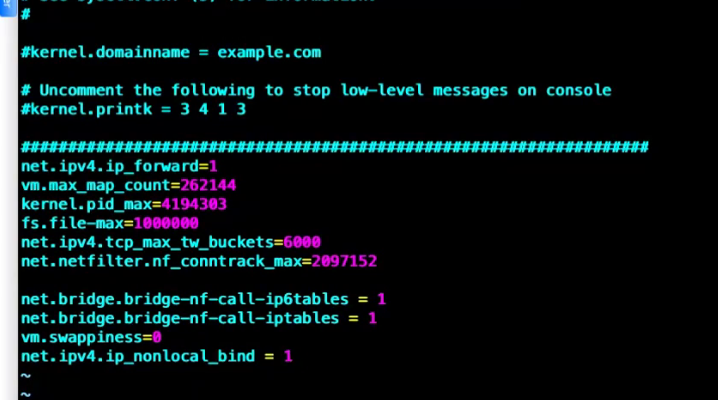 #
#kernel.domainname = example.com
# Uncomment the following to stop low-level messages on console
#kernel.printk = 3 4 1 3
####################################################################
net.ipv4.ip_forward=1
vm.max_map_count=262144
kernel.pid_max=4194303
fs.file-max=1000000
net.ipv4.tcp_max_tw_buckets=6000
net.netfilter.nf_conntrack_max=2097152
net.bridge.bridge-nf-call-ip6tables = 1
net.bridge.bridge-nf-call-iptables = 1
vm.swappiness=0
net.ipv4.ip_nonlocal_bind = 1
~
~